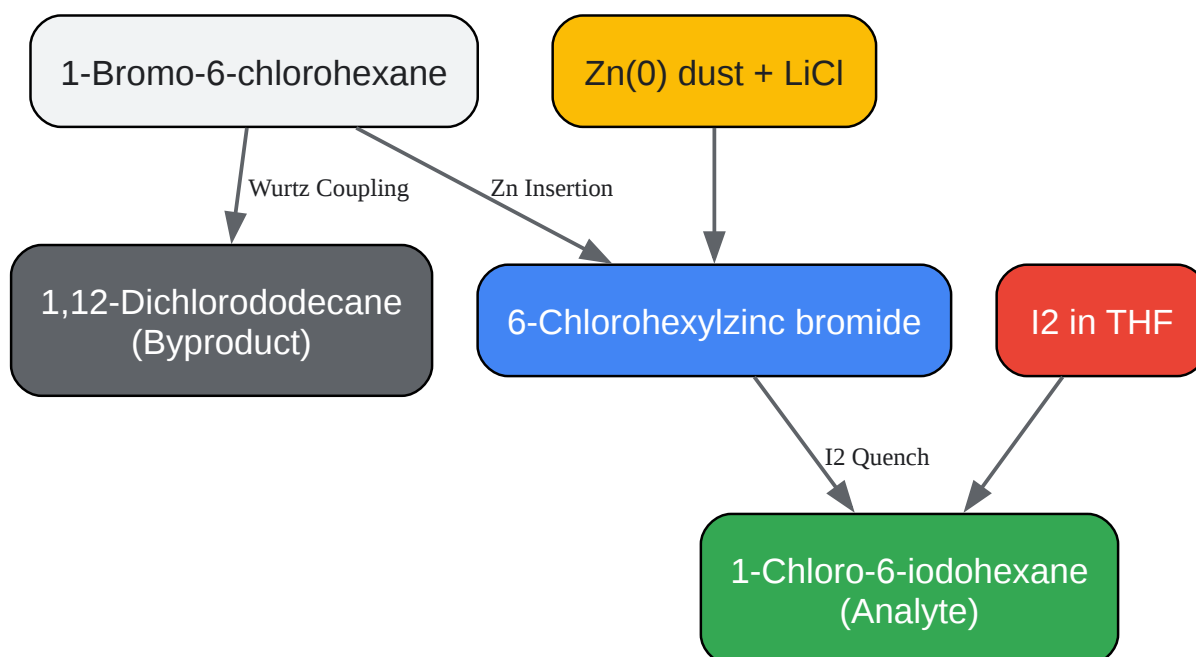 1-Bromo-6-chlorohexane
Zn(0) dust + LiCl
Wurtz Coupling
Zn Insertion
1,12-Dichlorododecane
(Byproduct)
6-Chlorohexylzinc bromide
I2 in THF
I2 Quench
1-Chloro-6-iodohexane
(Analyte)